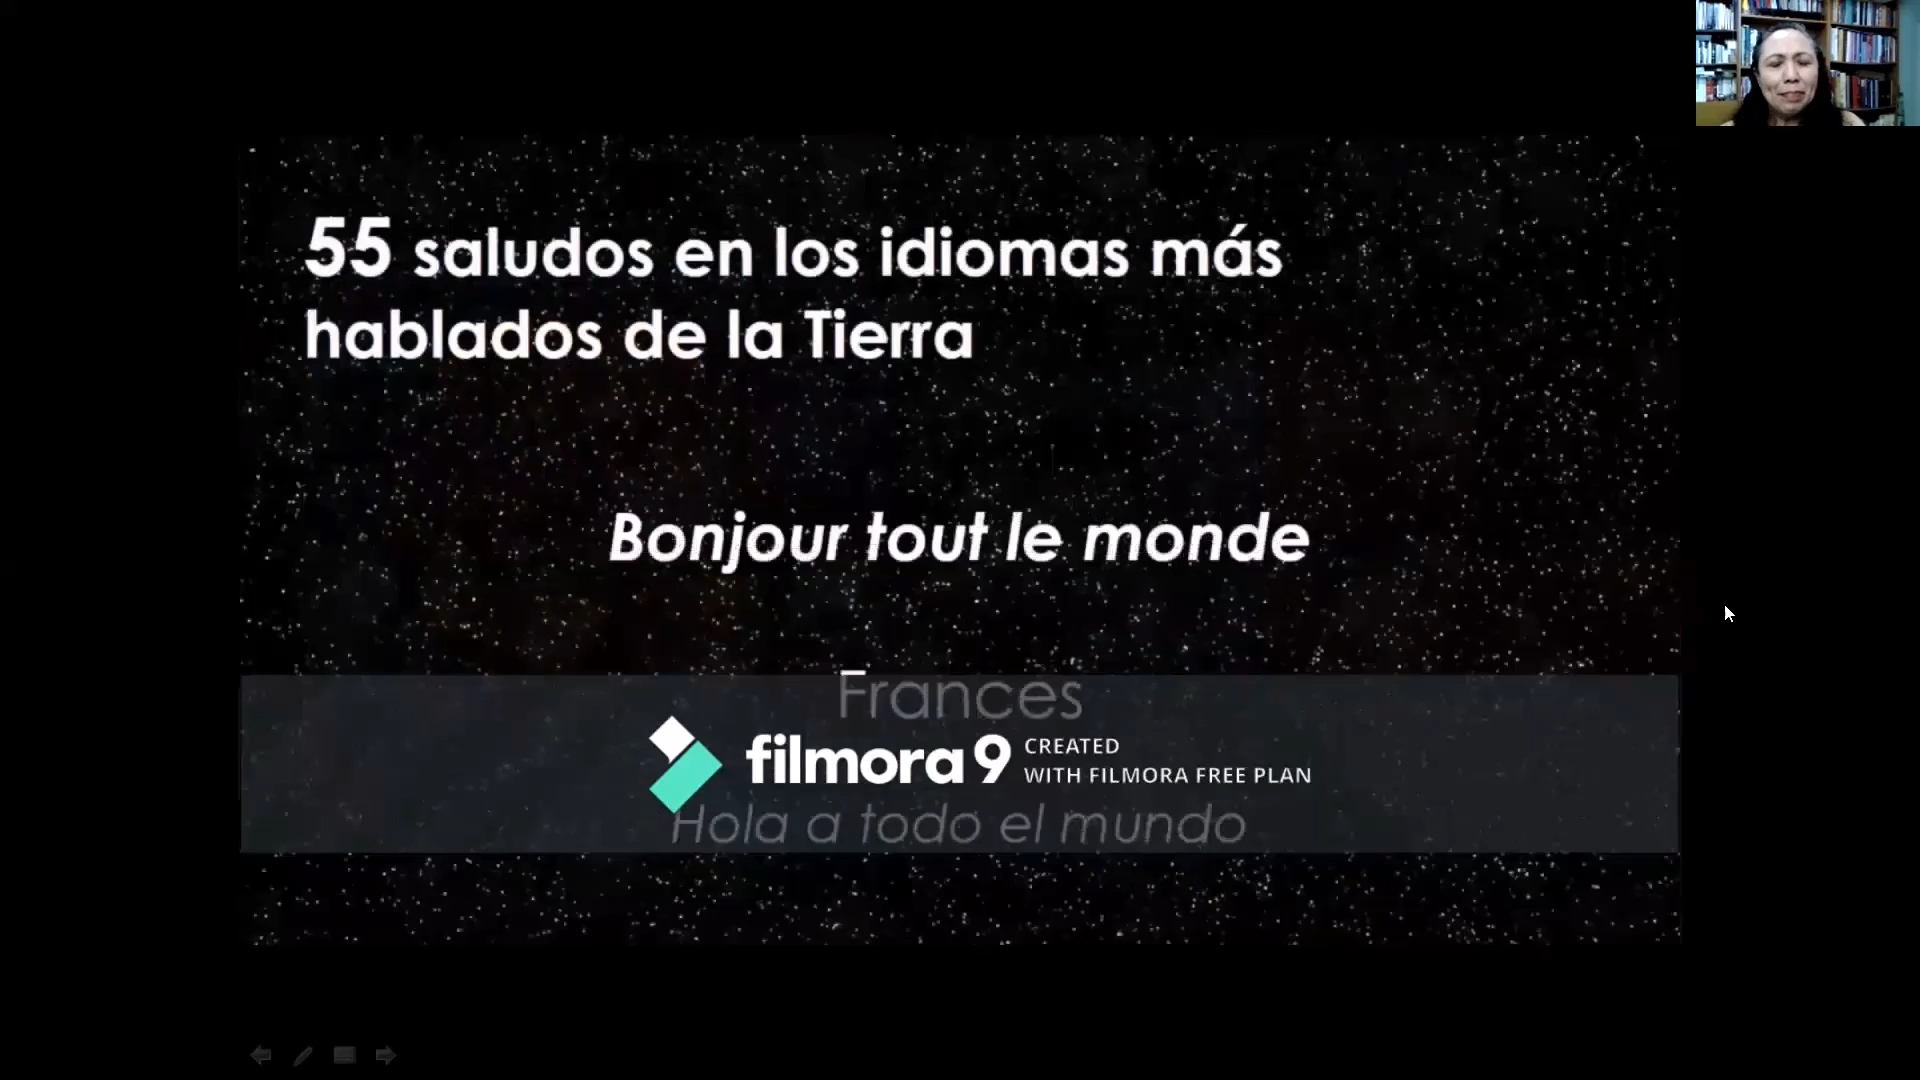 55 saludos en los idiomas más
hablados de la Tierra
Bonjour tout le monde
Frances
filmora9 CREATED
WITH FILMORA FREE PLAN
Hola a todo el mundo